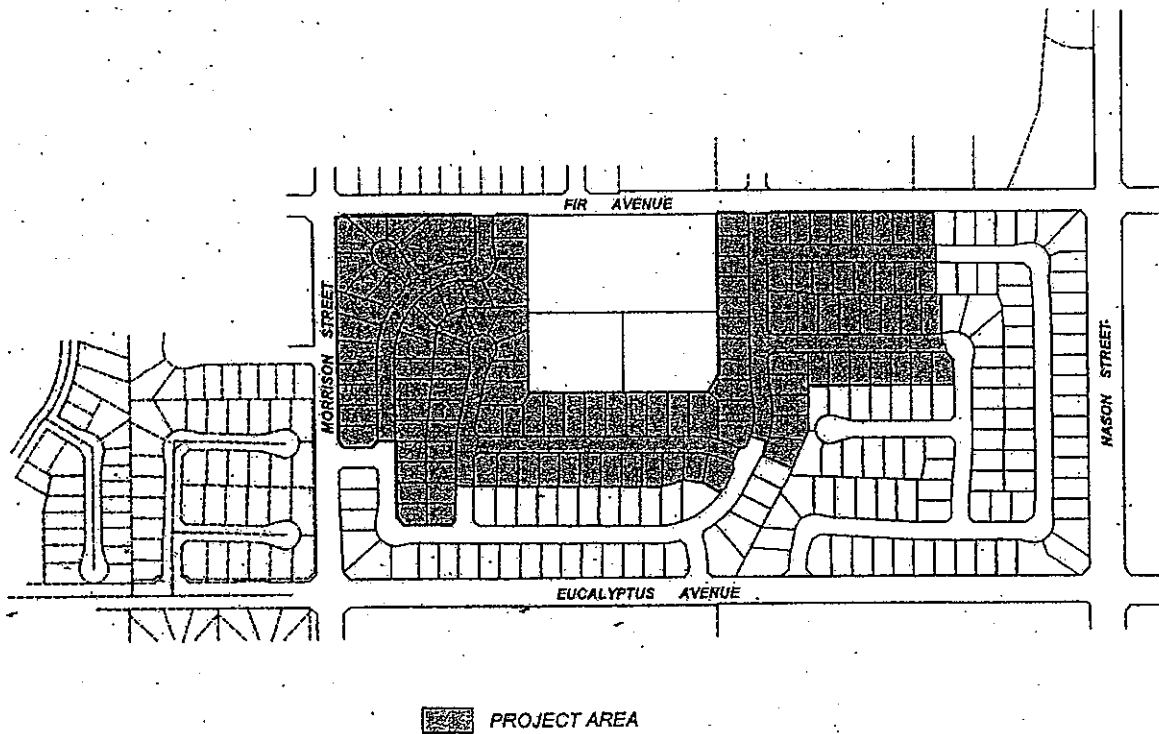 FIR AVENUE
MORRISON STREET
NASON STREET
EUCALYPTUS AVENUE
PROJECT AREA